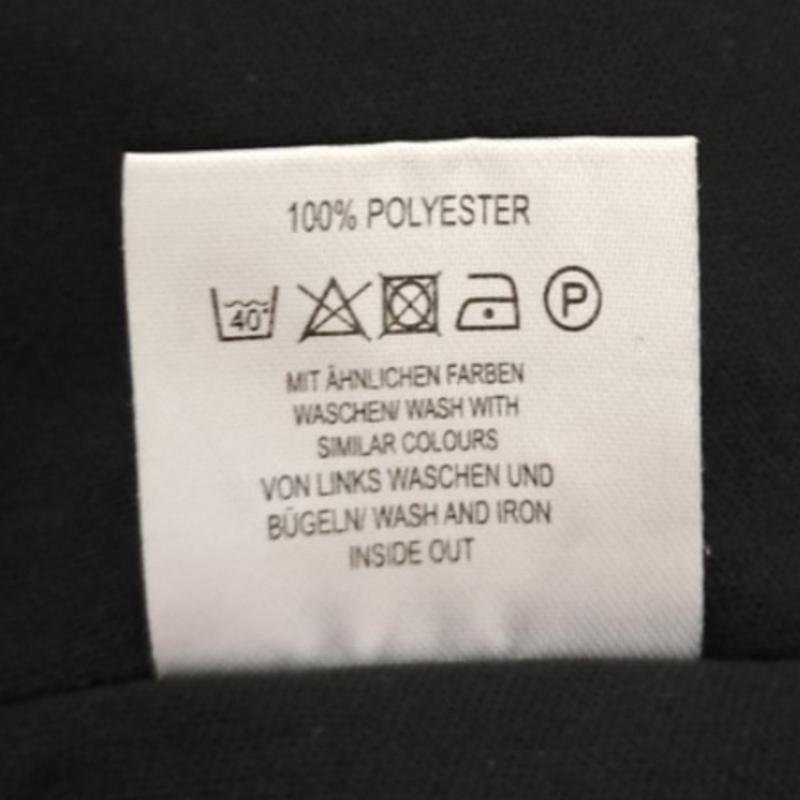 100% POLYESTER
40° P
MIT ÄHNLICHEN FARBEN
WASCHEN/ WASH WITH
SIMILAR COLOURS
VON LINKS WASCHEN UND
BÜGELN/ WASH AND IRON
INSIDE OUT